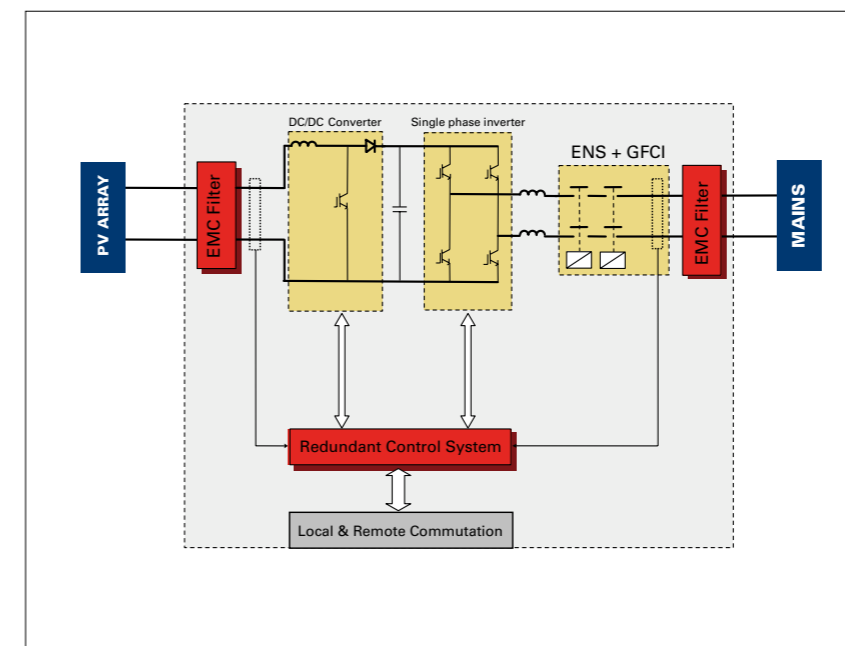 DC/DC Converter
Single phase inverter
ENS + GFCI
PV ARRAY
EMC Filter
EMC Filter
MAINS
Redundant Control System
Local & Remote Commutation